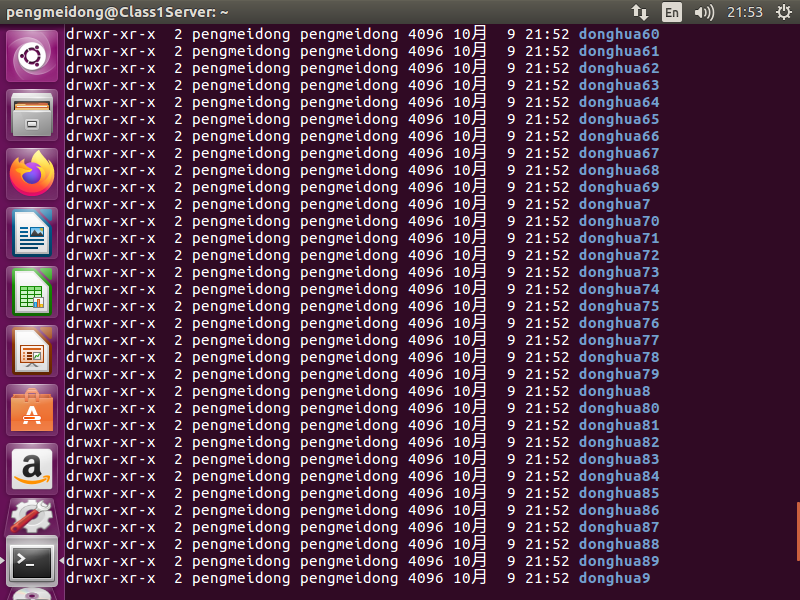 pengmeidong@Class1Server: ~ En 21:53
drwxr-xr-x 2 pengmeidong pengmeidong 4096 10月 9 21:52 donghua60
drwxr-xr-x 2 pengmeidong pengmeidong 4096 10月 9 21:52 donghua61
drwxr-xr-x 2 pengmeidong pengmeidong 4096 10月 9 21:52 donghua62
drwxr-xr-x 2 pengmeidong pengmeidong 4096 10月 9 21:52 donghua63
drwxr-xr-x 2 pengmeidong pengmeidong 4096 10月 9 21:52 donghua64
drwxr-xr-x 2 pengmeidong pengmeidong 4096 10月 9 21:52 donghua65
drwxr-xr-x 2 pengmeidong pengmeidong 4096 10月 9 21:52 donghua66
drwxr-xr-x 2 pengmeidong pengmeidong 4096 10月 9 21:52 donghua67
drwxr-xr-x 2 pengmeidong pengmeidong 4096 10月 9 21:52 donghua68
drwxr-xr-x 2 pengmeidong pengmeidong 4096 10月 9 21:52 donghua69
drwxr-xr-x 2 pengmeidong pengmeidong 4096 10月 9 21:52 donghua7
drwxr-xr-x 2 pengmeidong pengmeidong 4096 10月 9 21:52 donghua70
drwxr-xr-x 2 pengmeidong pengmeidong 4096 10月 9 21:52 donghua71
drwxr-xr-x 2 pengmeidong pengmeidong 4096 10月 9 21:52 donghua72
drwxr-xr-x 2 pengmeidong pengmeidong 4096 10月 9 21:52 donghua73
drwxr-xr-x 2 pengmeidong pengmeidong 4096 10月 9 21:52 donghua74
drwxr-xr-x 2 pengmeidong pengmeidong 4096 10月 9 21:52 donghua75
drwxr-xr-x 2 pengmeidong pengmeidong 4096 10月 9 21:52 donghua76
drwxr-xr-x 2 pengmeidong pengmeidong 4096 10月 9 21:52 donghua77
drwxr-xr-x 2 pengmeidong pengmeidong 4096 10月 9 21:52 donghua78
drwxr-xr-x 2 pengmeidong pengmeidong 4096 10月 9 21:52 donghua79
drwxr-xr-x 2 pengmeidong pengmeidong 4096 10月 9 21:52 donghua8
drwxr-xr-x 2 pengmeidong pengmeidong 4096 10月 9 21:52 donghua80
drwxr-xr-x 2 pengmeidong pengmeidong 4096 10月 9 21:52 donghua81
drwxr-xr-x 2 pengmeidong pengmeidong 4096 10月 9 21:52 donghua82
drwxr-xr-x 2 pengmeidong pengmeidong 4096 10月 9 21:52 donghua83
drwxr-xr-x 2 pengmeidong pengmeidong 4096 10月 9 21:52 donghua84
drwxr-xr-x 2 pengmeidong pengmeidong 4096 10月 9 21:52 donghua85
drwxr-xr-x 2 pengmeidong pengmeidong 4096 10月 9 21:52 donghua86
drwxr-xr-x 2 pengmeidong pengmeidong 4096 10月 9 21:52 donghua87
drwxr-xr-x 2 pengmeidong pengmeidong 4096 10月 9 21:52 donghua88
drwxr-xr-x 2 pengmeidong pengmeidong 4096 10月 9 21:52 donghua89
drwxr-xr-x 2 pengmeidong pengmeidong 4096 10月 9 21:52 donghua9